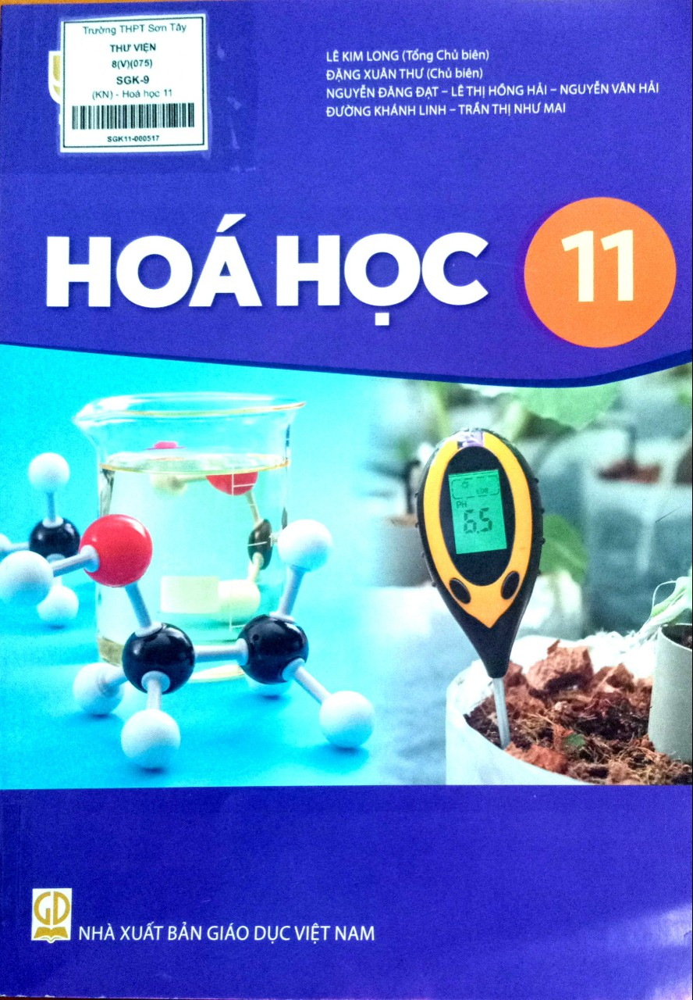 Trường THPT Sơn Tây
THƯ VIỆN
8(V)(075)
SGK-9
(KN) - Hoá học 11
SGK11-000517
LÊ KIM LONG (Tổng Chủ biên)
ĐẶNG XUÂN THƯ (Chủ biên)
NGUYỄN ĐĂNG ĐẠT – LÊ THỊ HỒNG HẢI – NGUYỄN VĂN HẢI
ĐƯỜNG KHÁNH LINH – TRẦN THỊ NHƯ MAI
HOÁ HỌC 11
PH
6.5
GD
NHÀ XUẤT BẢN GIÁO DỤC VIỆT NAM